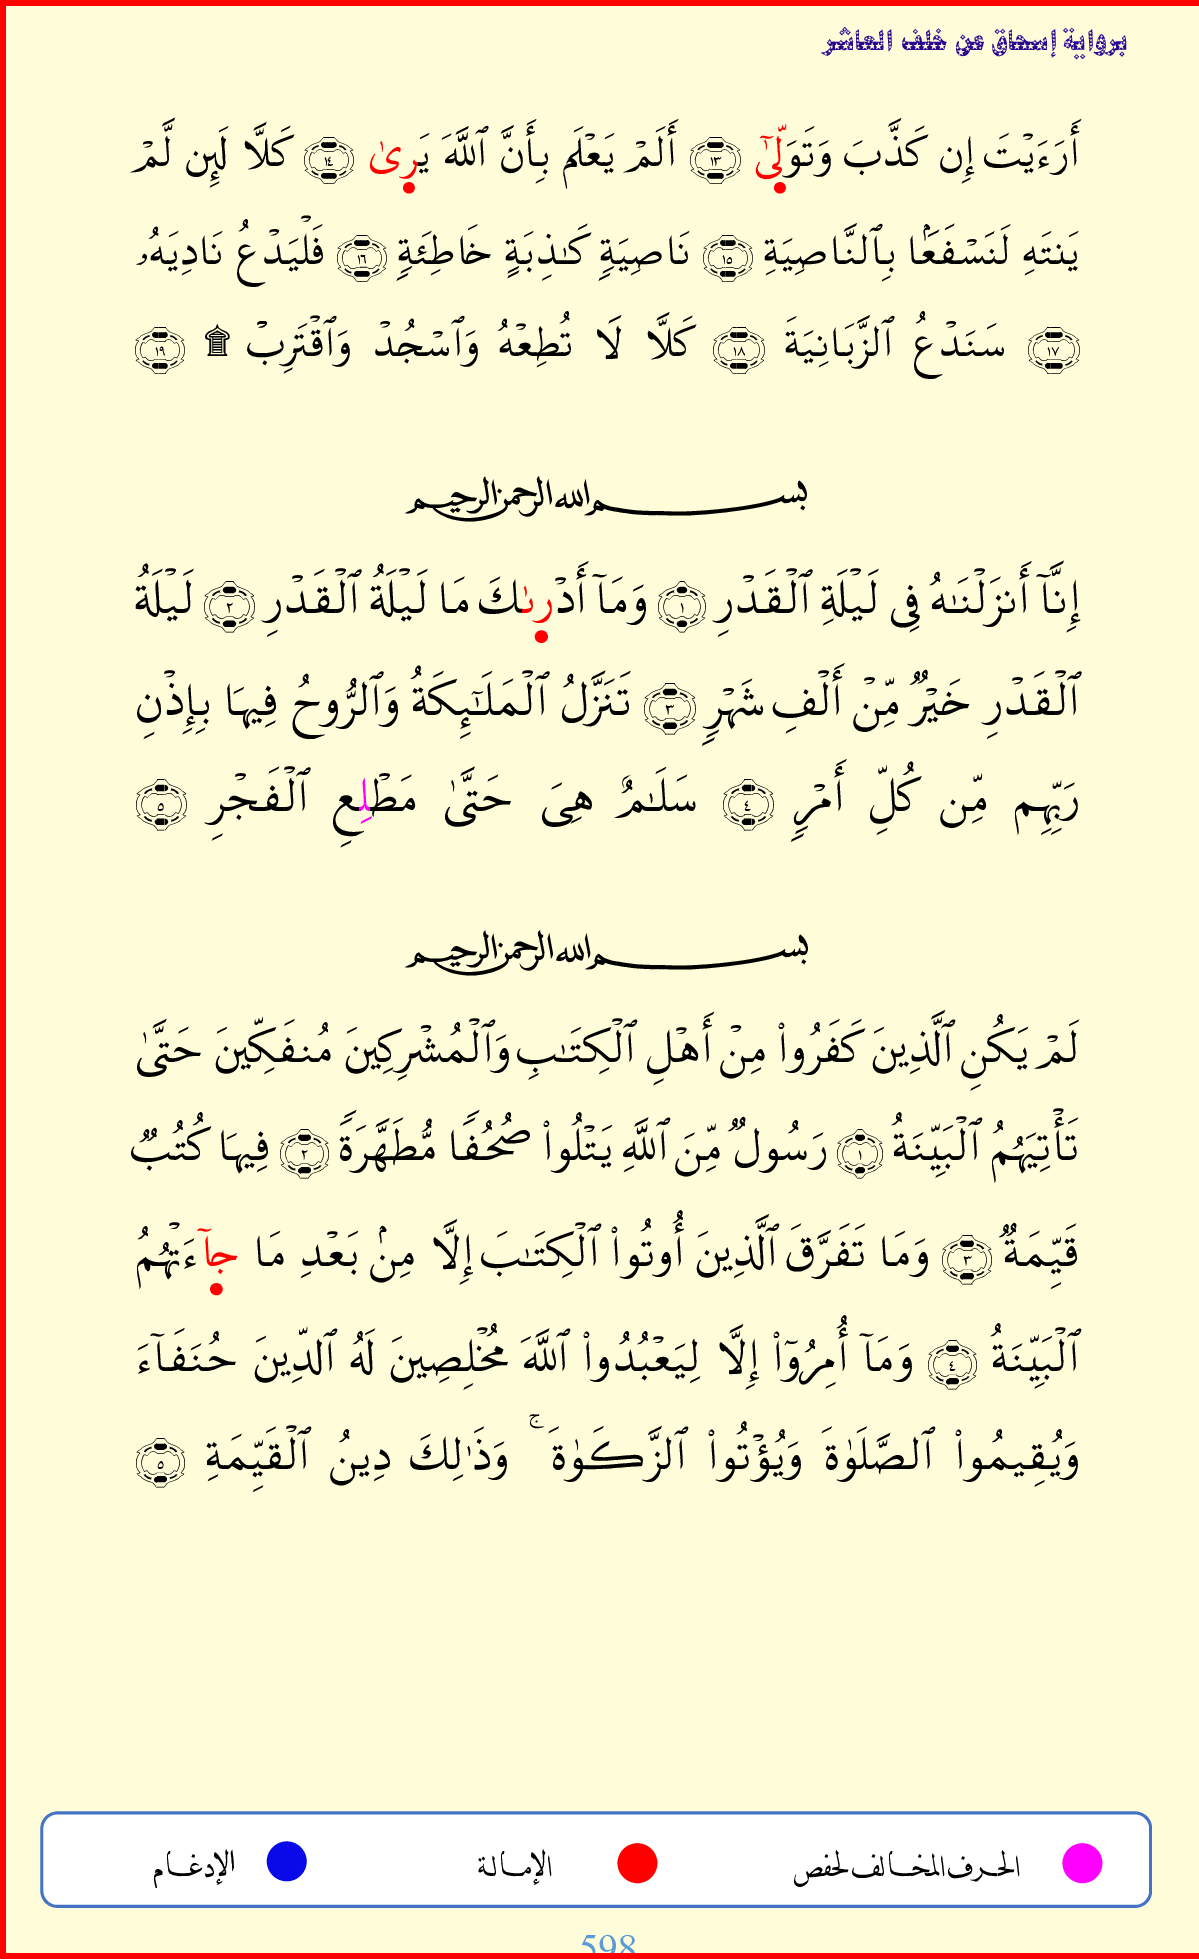 برواية إسحاق عن خلف العاشر
أَرَءَيْتَ إِن كَذَّبَ وَتَوَلِّىٰٓ ١٣ أَلَمْ يَعْلَم بِأَنَّ ٱللَّهَ يَرِىٰ ١٤ كَلَّا لَئِن لَّمْ
يَنتَهِ لَنَسْفَعَۢا بِٱلنَّاصِيَةِ ١٥ نَاصِيَةٍ كَـٰذِبَةٍ خَاطِئَةٍ ١٦ فَلْيَدْعُ نَادِيَهُۥ
١٧ سَنَدْعُ ٱلزَّبَانِيَةَ ١٨ كَلَّا لَا تُطِعْهُ وَٱسْجُدْ وَٱقْتَرِب ۩ ١٩
بسم الله الرحمن الرحيم
إِنَّآ أَنزَلْنَـٰهُ فِى لَيْلَةِ ٱلْقَدْرِ ١ وَمَآ أَدْرِىٰكَ مَا لَيْلَةُ ٱلْقَدْرِ ٢ لَيْلَةُ
ٱلْقَدْرِ خَيْرٌ مِّنْ أَلْفِ شَهْرٍ ٣ تَنَزَّلُ ٱلْمَلَـٰٓئِكَةُ وَٱلرُّوحُ فِيهَا بِإِذْنِ
رَبِّهِم مِّن كُلِّ أَمْرٍ ٤ سَلَـٰمٌ هِىَ حَتَّىٰ مَطْلِعِ ٱلْفَجْرِ ٥
بسم الله الرحمن الرحيم
لَمْ يَكُنِ ٱلَّذِينَ كَفَرُوا۟ مِنْ أَهْلِ ٱلْكِتَـٰبِ وَٱلْمُشْرِكِينَ مُنفَكِّينَ حَتَّىٰ
تَأْتِيَهُمُ ٱلْبَيِّنَةُ ١ رَسُولٌ مِّنَ ٱللَّهِ يَتْلُوا۟ صُحُفًا مُّطَهَّرَةً ٢ فِيهَا كُتُبٌ
قَيِّمَةٌ ٣ وَمَا تَفَرَّقَ ٱلَّذِينَ أُوتُوا۟ ٱلْكِتَـٰبَ إِلَّا مِنۢ بَعْدِ مَا جِآءَتْهُمُ
ٱلْبَيِّنَةُ ٤ وَمَآ أُمِرُوٓا۟ إِلَّا لِيَعْبُدُوا۟ ٱللَّهَ مُخْلِصِينَ لَهُ ٱلدِّينَ حُنَفَآءَ
وَيُقِيمُوا۟ ٱلصَّلَوٰةَ وَيُؤْتُوا۟ ٱلزَّكَوٰةَ ۚ وَذَٰلِكَ دِينُ ٱلْقَيِّمَةِ ٥
الحرف المخالف لحفص الإمالة الإدغام
598